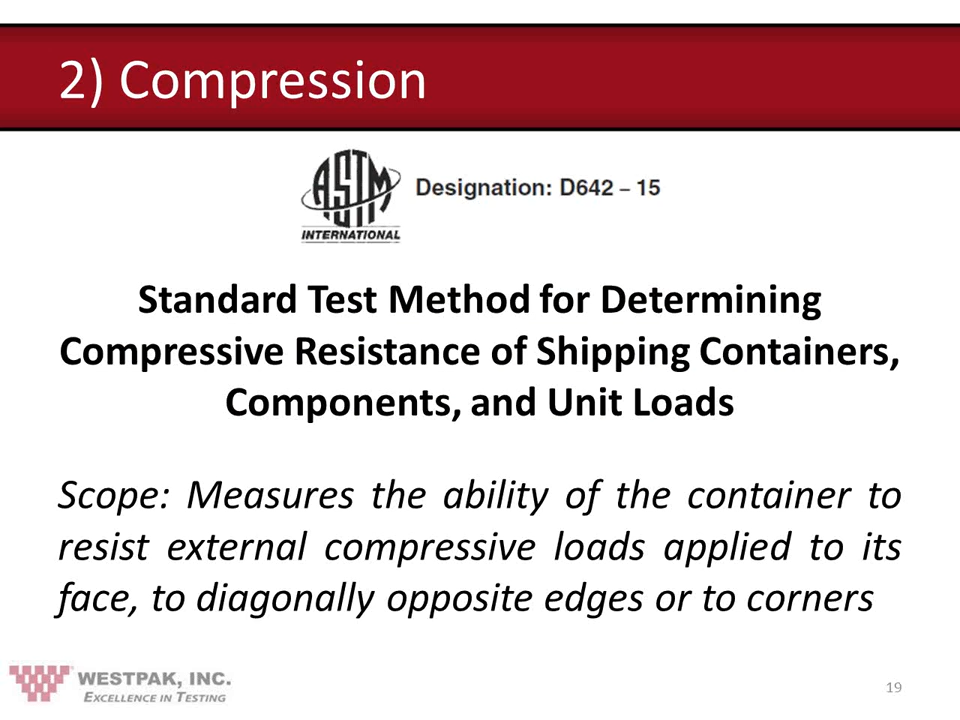 2) Compression
ASTM
INTERNATIONAL
Designation: D642 – 15
Standard Test Method for Determining
Compressive Resistance of Shipping Containers,
Components, and Unit Loads
Scope: Measures the ability of the container to
resist external compressive loads applied to its
face, to diagonally opposite edges or to corners
WESTPAK, INC.
EXCELLENCE IN TESTING
19